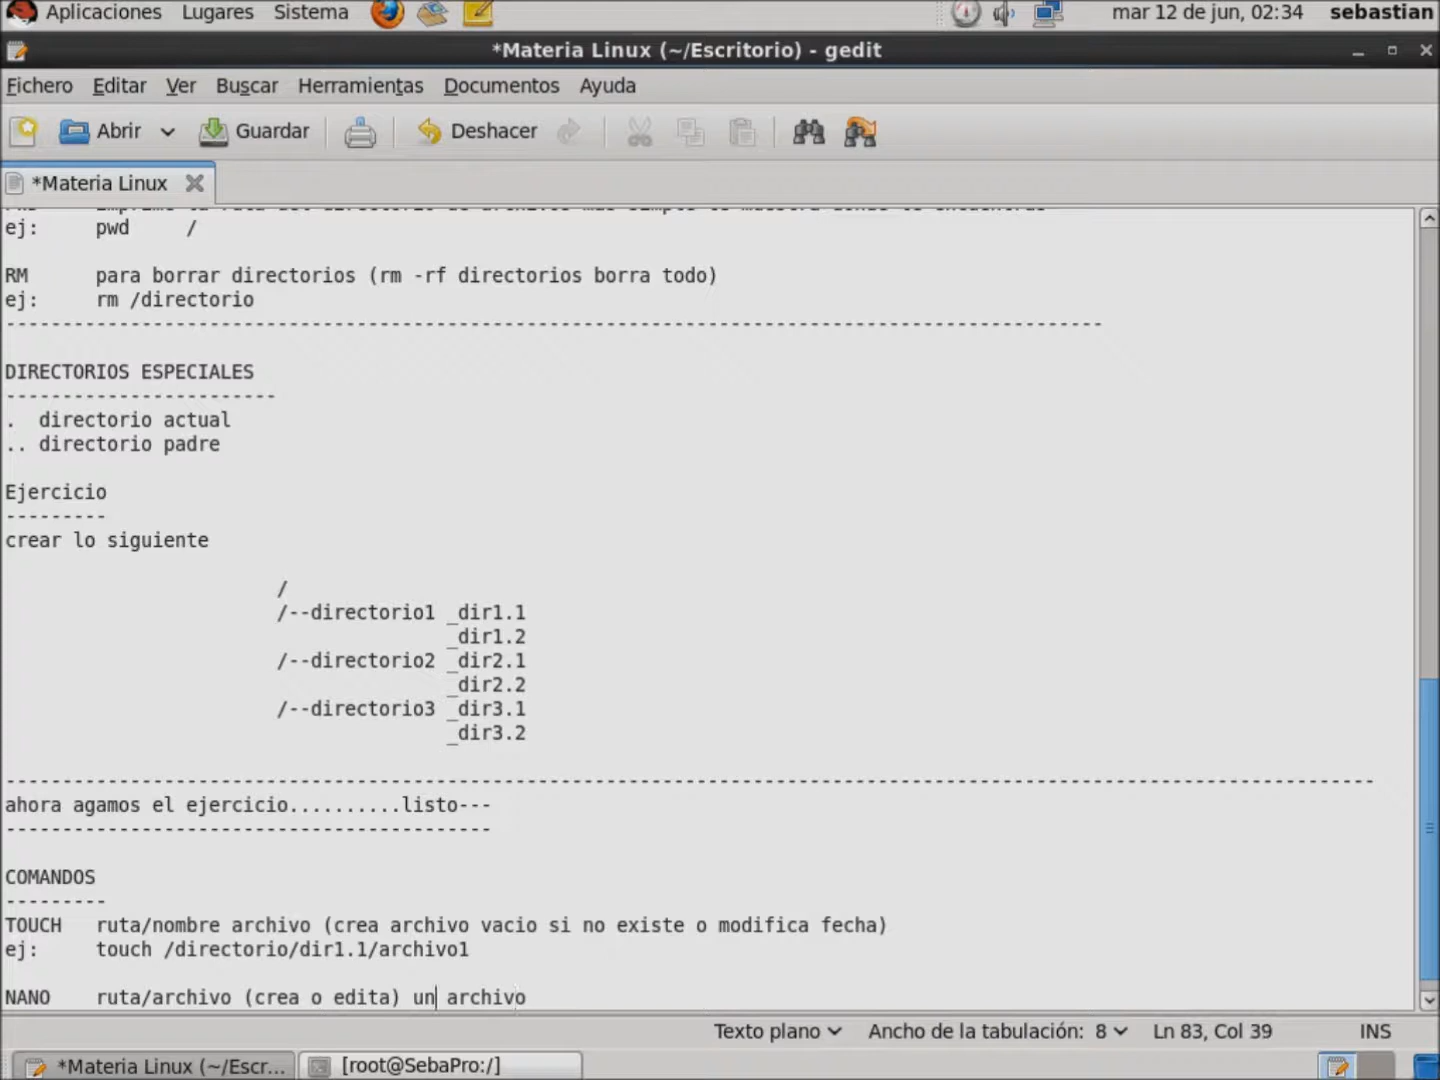 Aplicaciones Lugares Sistema mar 12 de jun, 02:34 sebastian
*Materia Linux (~/Escritorio) - gedit
Fichero Editar Ver Buscar Herramientas Documentos Ayuda
Abrir Guardar Deshacer
*Materia Linux
ej: pwd /
RM para borrar directorios (rm -rf directorios borra todo)
ej: rm /directorio
-------------------------------------------------------------------------------------------------
DIRECTORIOS ESPECIALES
------------------------
. directorio actual
.. directorio padre
Ejercicio
---------
crear lo siguiente
/
/--directorio1 _dir1.1
_dir1.2
/--directorio2 _dir2.1
_dir2.2
/--directorio3 _dir3.1
_dir3.2
-------------------------------------------------------------------------------------------------------------------------
ahora agamos el ejercicio..........listo---
-------------------------------------------
COMANDOS
---------
TOUCH ruta/nombre archivo (crea archivo vacio si no existe o modifica fecha)
ej: touch /directorio/dir1.1/archivo1
NANO ruta/archivo (crea o edita) un archivo
Texto plano Ancho de la tabulación: 8 Ln 83, Col 39 INS
*Materia Linux (~/Escr... [root@SebaPro:/]